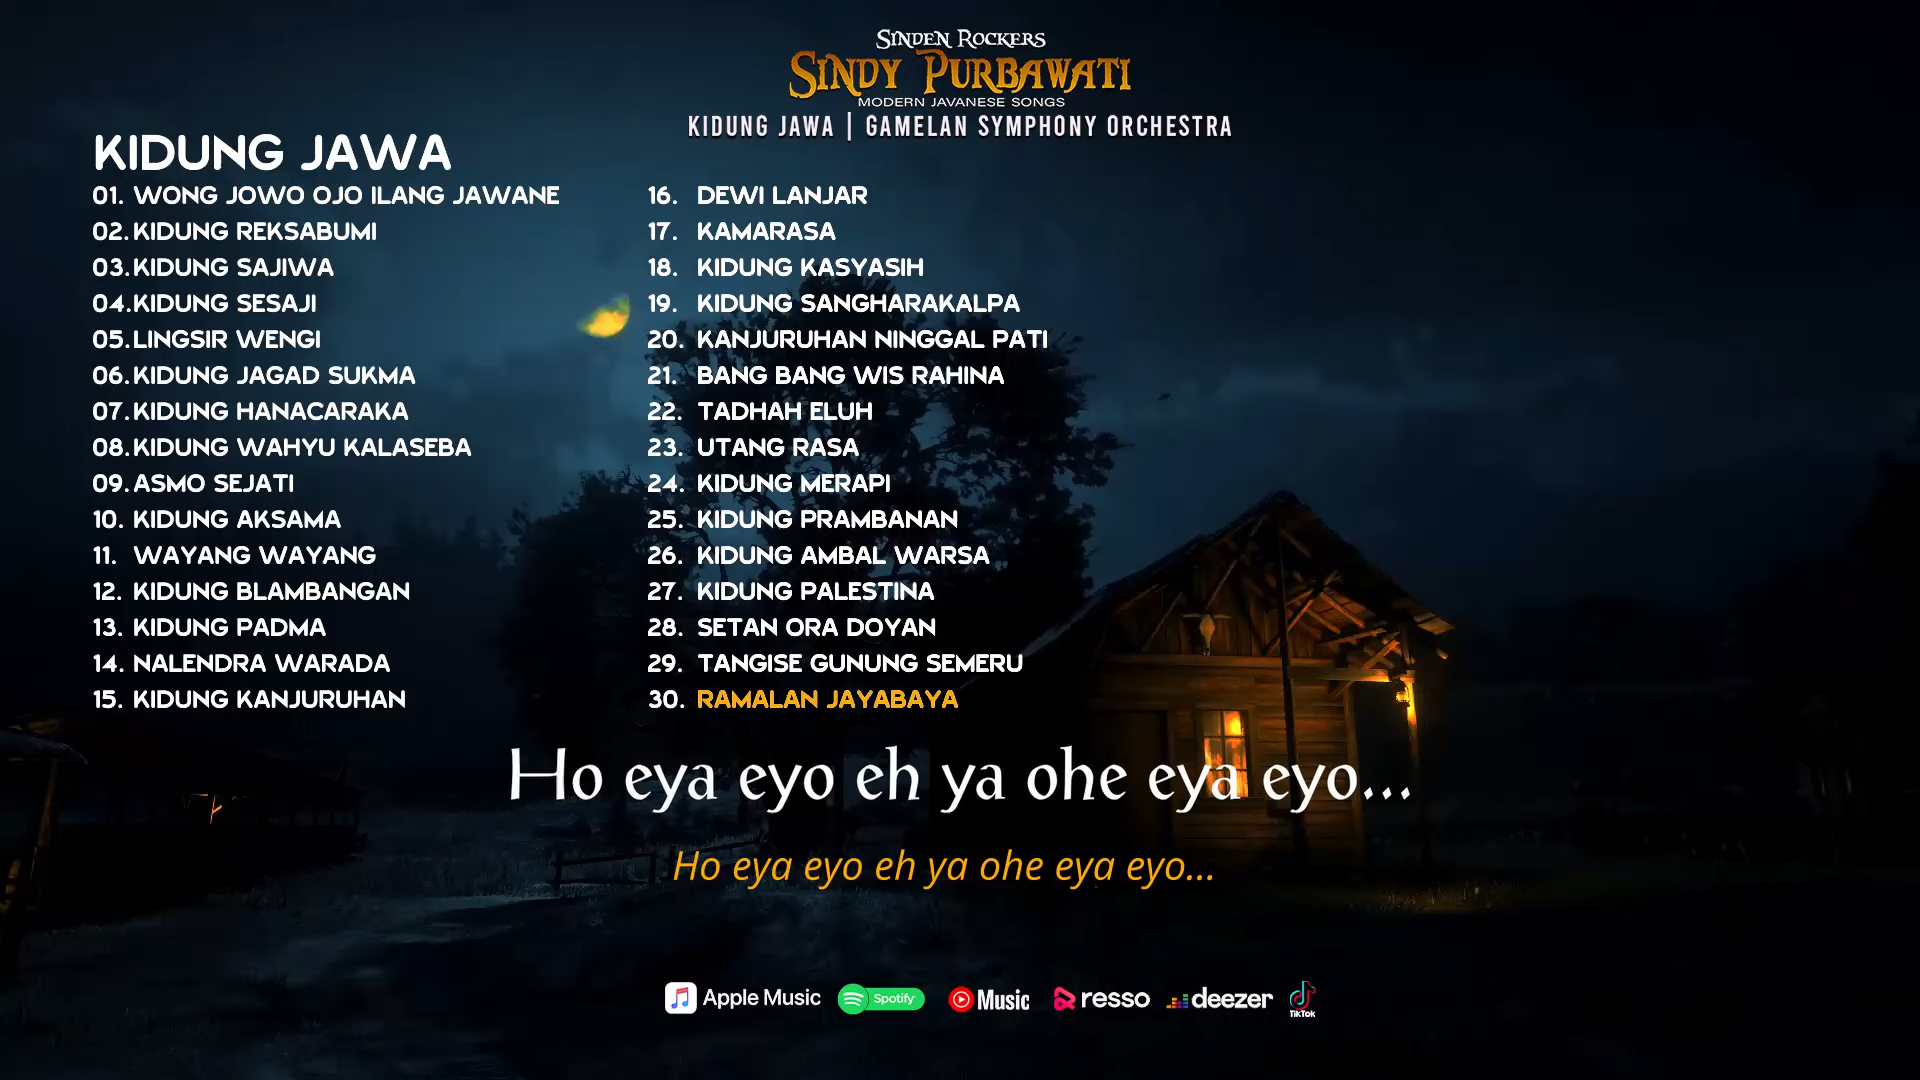 SINDEN ROCKERS
SINDY PURBAWATI
MODERN JAVANESE SONGS
KIDUNG JAWA | GAMELAN SYMPHONY ORCHESTRA
KIDUNG JAWA
01. WONG JOWO OJO ILANG JAWANE
02. KIDUNG REKSABUMI
03. KIDUNG SAJIWA
04. KIDUNG SESAJI
05. LINGSIR WENGI
06. KIDUNG JAGAD SUKMA
07. KIDUNG HANACARAKA
08. KIDUNG WAHYU KALASEBA
09. ASMO SEJATI
10. KIDUNG AKSAMA
11. WAYANG WAYANG
12. KIDUNG BLAMBANGAN
13. KIDUNG PADMA
14. NALENDRA WARADA
15. KIDUNG KANJURUHAN
16. DEWI LANJAR
17. KAMARASA
18. KIDUNG KASYASIH
19. KIDUNG SANGHARAKALPA
20. KANJURUHAN NINGGAL PATI
21. BANG BANG WIS RAHINA
22. TADHAH ELUH
23. UTANG RASA
24. KIDUNG MERAPI
25. KIDUNG PRAMBANAN
26. KIDUNG AMBAL WARSA
27. KIDUNG PALESTINA
28. SETAN ORA DOYAN
29. TANGISE GUNUNG SEMERU
30. RAMALAN JAYABAYA
Ho eya eyo eh ya ohe eya eyo...
Ho eya eyo eh ya ohe eya eyo...
Apple Music Spotify Music resso deezer TikTok